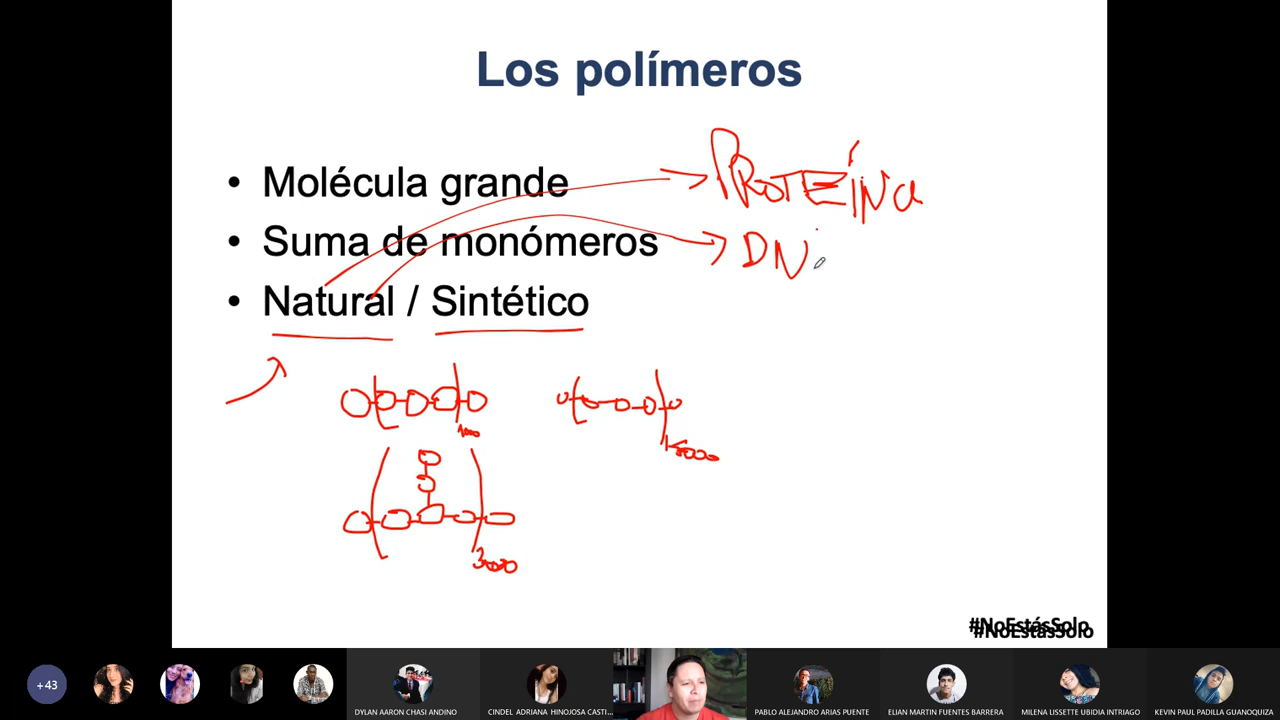 Los polímeros
• Molécula grande
• Suma de monómeros
• Natural / Sintético
PROTEÍNa
DN
1000
15000
3000
#NoEstásSolo
#NoEstásSolo
+43
DYLAN AARON CHASI ANDINO
CINDEL ADRIANA HINOJOSA CASTI...
PABLO ALEJANDRO ARIAS PUENTE
ELIAN MARTIN FUENTES BARRERA
MILENA LISSETTE UBIDIA INTRIAGO
KEVIN PAUL PADILLA GUANOQUIZA